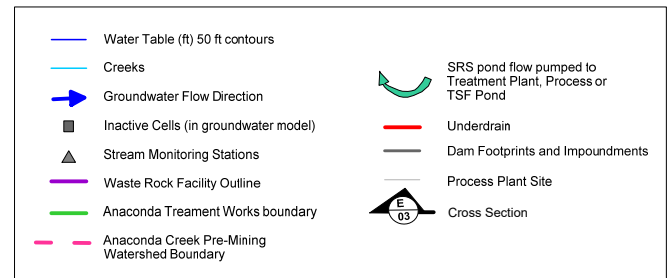 Water Table (ft) 50 ft contours
Creeks
Groundwater Flow Direction
Inactive Cells (in groundwater model)
Stream Monitoring Stations
Waste Rock Facility Outline
Anaconda Treament Works boundary
Anaconda Creek Pre-Mining
Watershed Boundary
SRS pond flow pumped to
Treatment Plant, Process or
TSF Pond
Underdrain
Dam Footprints and Impoundments
Process Plant Site
E
03
Cross Section